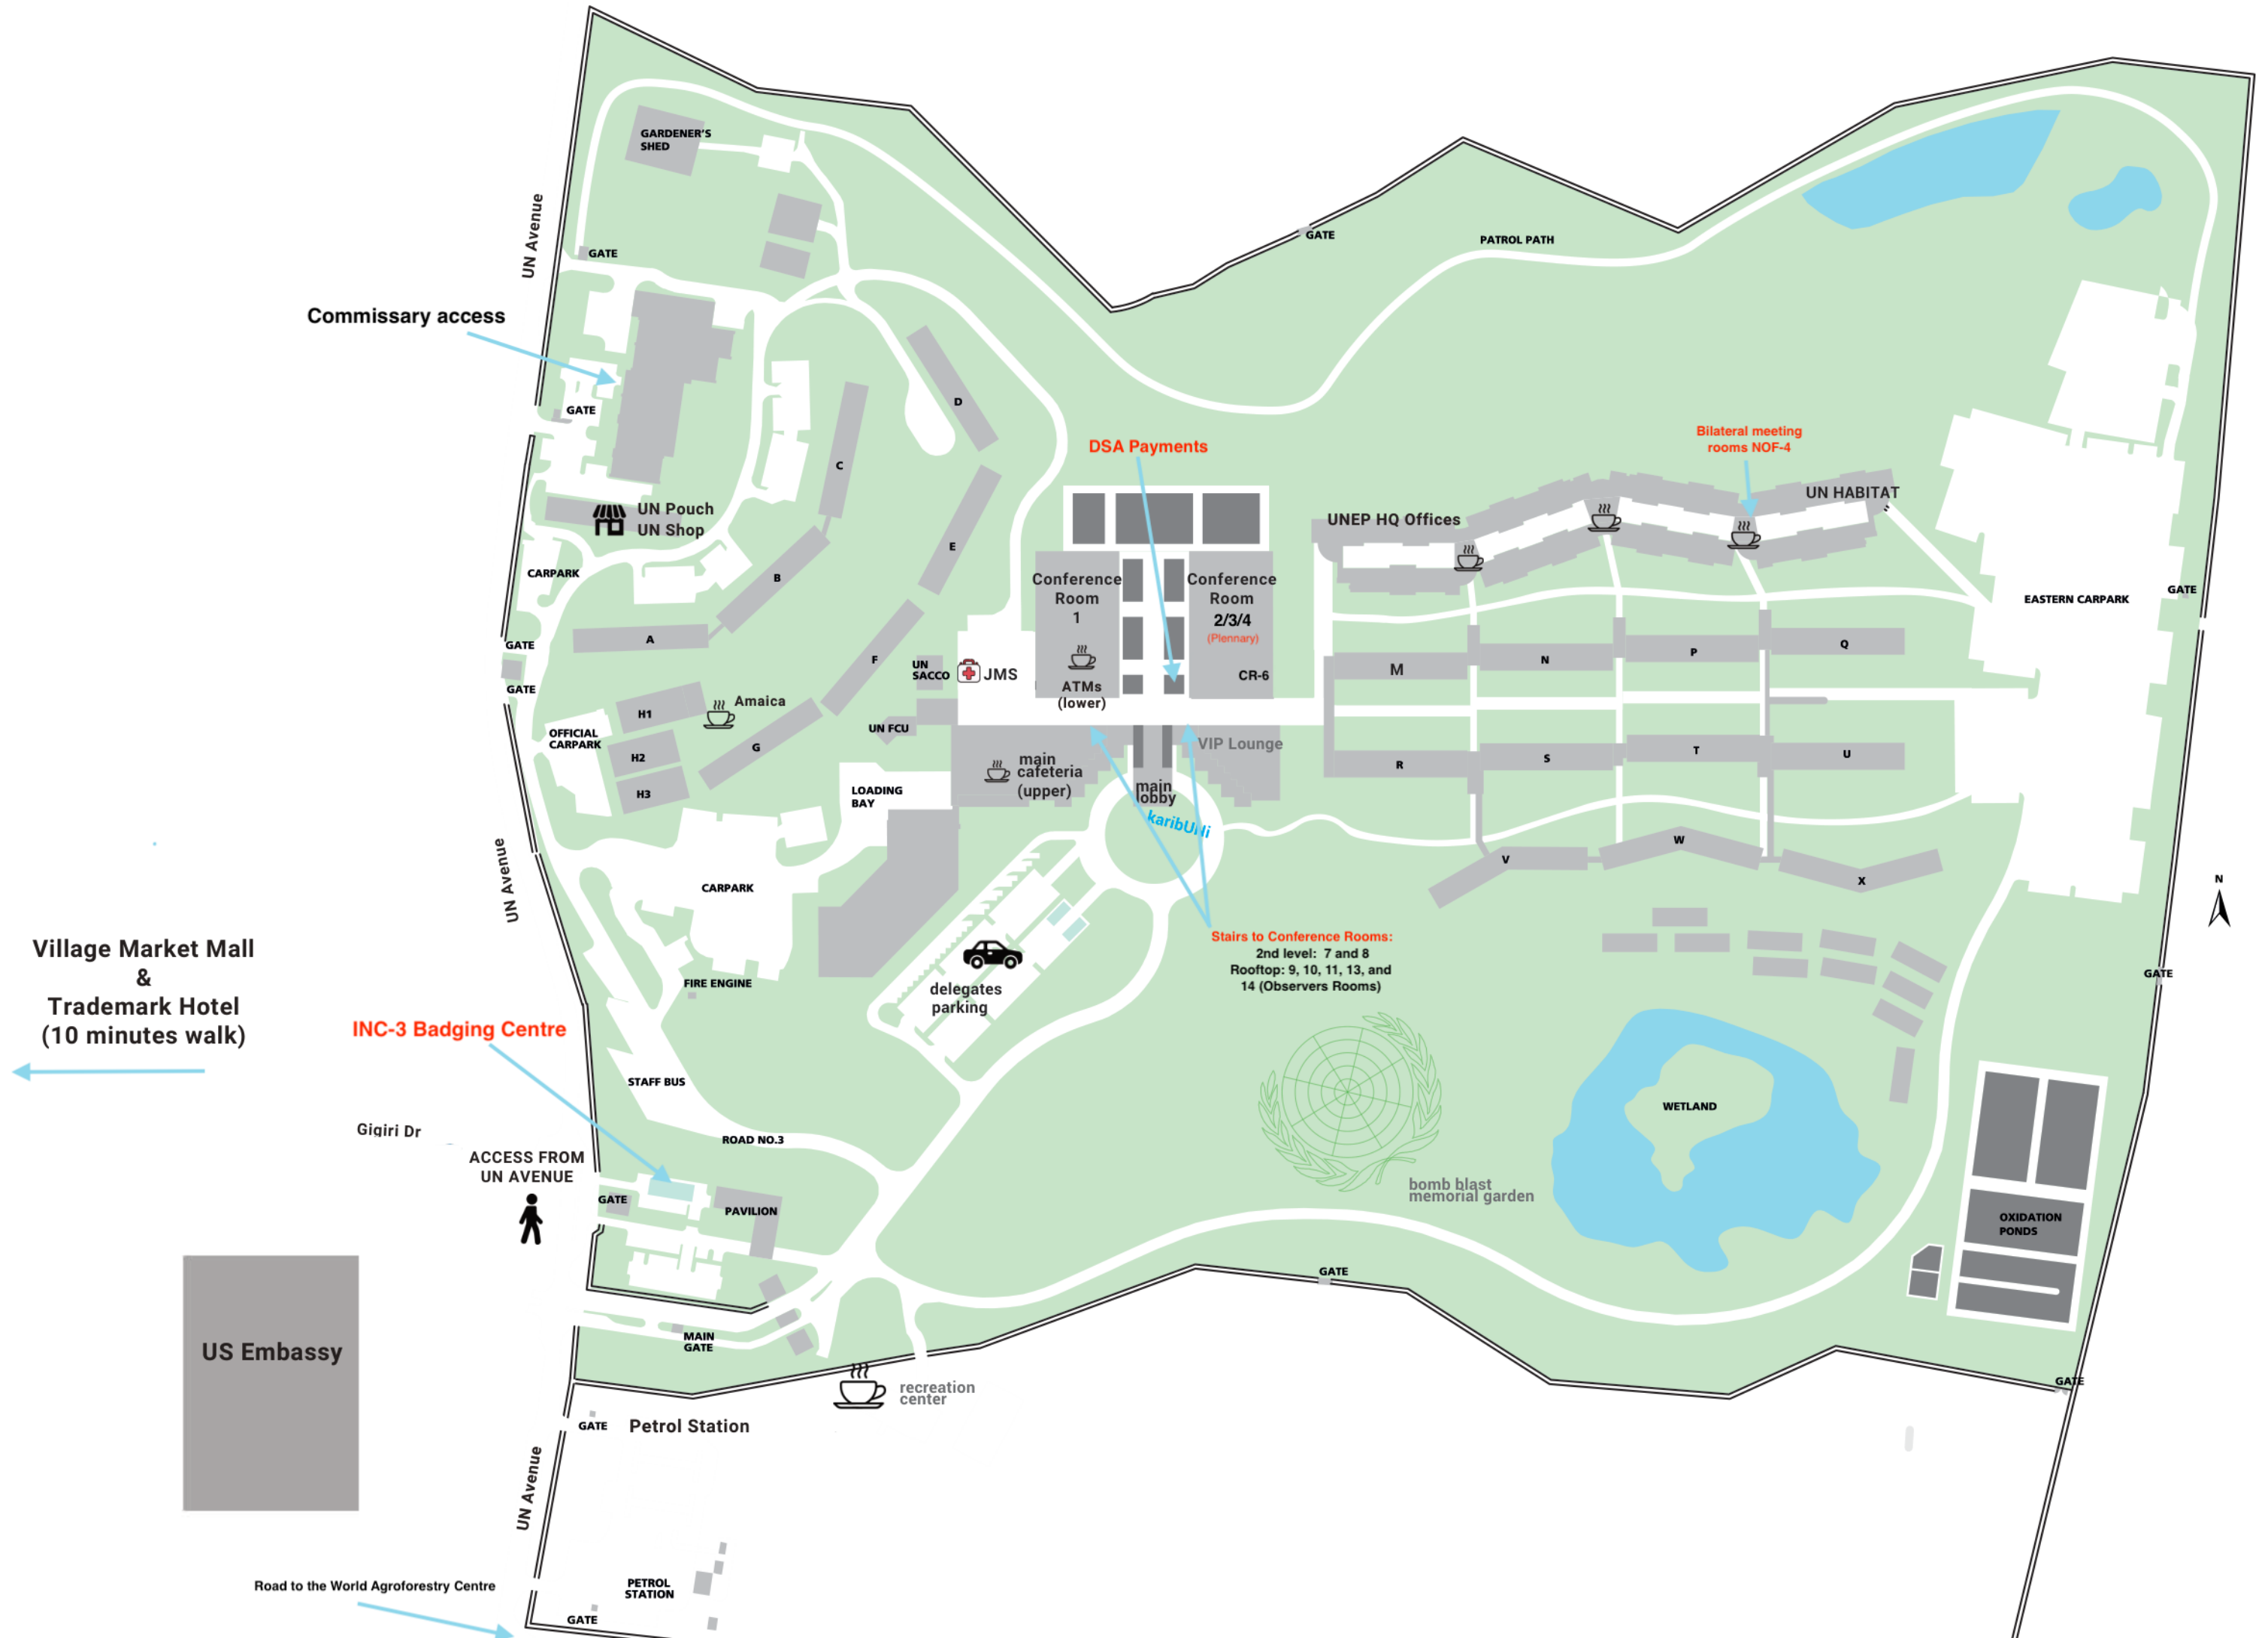 GARDENER'S
SHED
UN Avenue
GATE
GATE
PATROL PATH
Commissary access
GATE
D
C
DSA Payments
Bilateral meeting
rooms NOF-4
UN HABITAT
UN Pouch
UN Shop
UNEP HQ Offices
E
CARPARK
B
Conference
Room
1
Conference
Room
2/3/4
(Plennary)
GATE
EASTERN CARPARK
A
GATE
F
UN
SACCO
JMS
ATMs
(lower)
CR-6
M
N
P
Q
GATE
H1
Amaica
OFFICIAL
CARPARK
G
UN FCU
H2
H3
main
cafeteria
(upper)
VIP Lounge
main
lobby
karibUNi
R
S
T
U
LOADING
BAY
UN Avenue
CARPARK
V
W
X
N
Village Market Mall
&
Trademark Hotel
(10 minutes walk)
Stairs to Conference Rooms:
2nd level: 7 and 8
Rooftop: 9, 10, 11, 13, and
14 (Observers Rooms)
GATE
FIRE ENGINE
delegates
parking
INC-3 Badging Centre
STAFF BUS
WETLAND
Gigiri Dr
ROAD NO.3
ACCESS FROM
UN AVENUE
bomb blast
memorial garden
GATE
PAVILION
OXIDATION
PONDS
GATE
US Embassy
MAIN
GATE
recreation
center
GATE
GATE
Petrol Station
UN Avenue
Road to the World Agroforestry Centre
PETROL
STATION
GATE